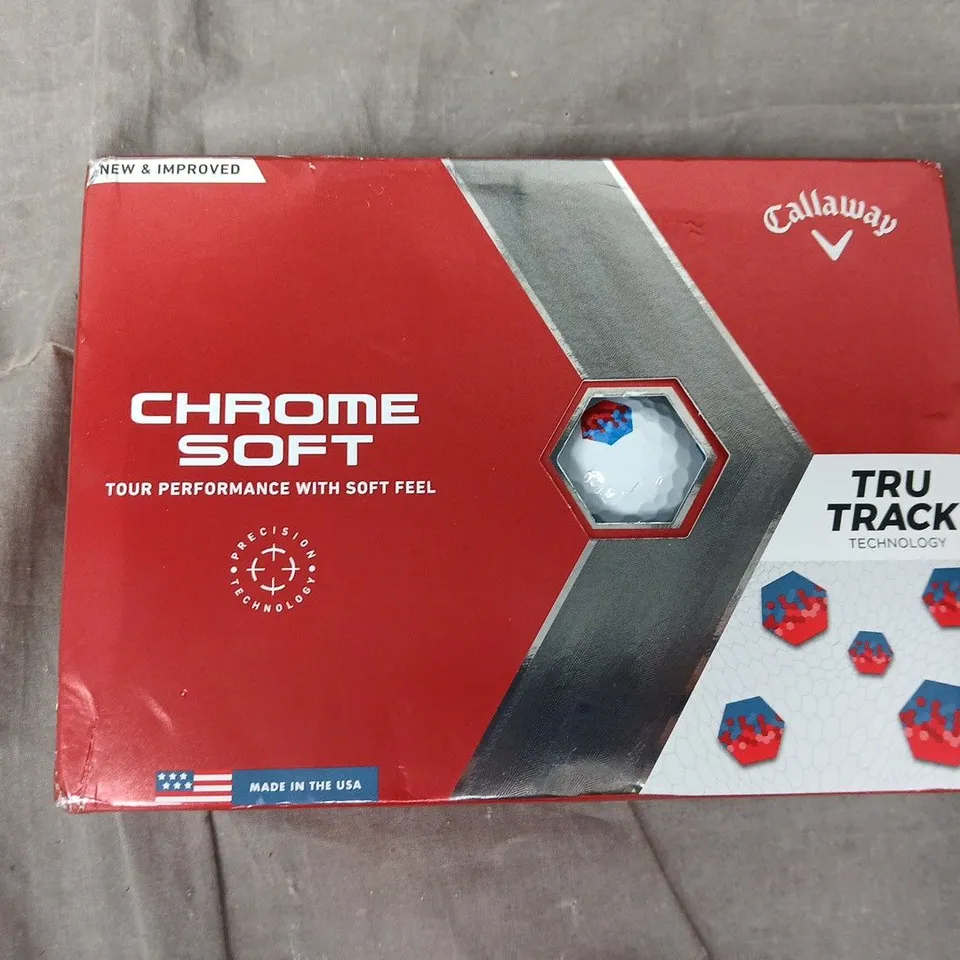 NEW & IMPROVED
Callaway
CHROME
SOFT
TOUR PERFORMANCE WITH SOFT FEEL
PRECISION
TECHNOLOGY
TRU
TRACK
TECHNOLOGY
MADE IN THE USA